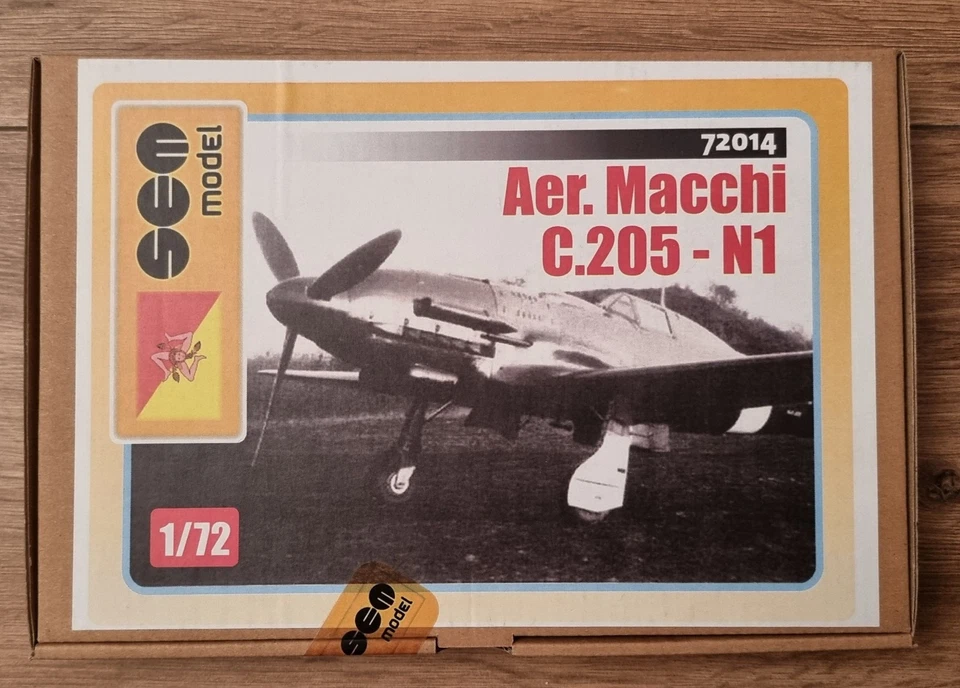 SEM
model
72014
Aer. Macchi
C.205 - N1
1/72
SEM
model